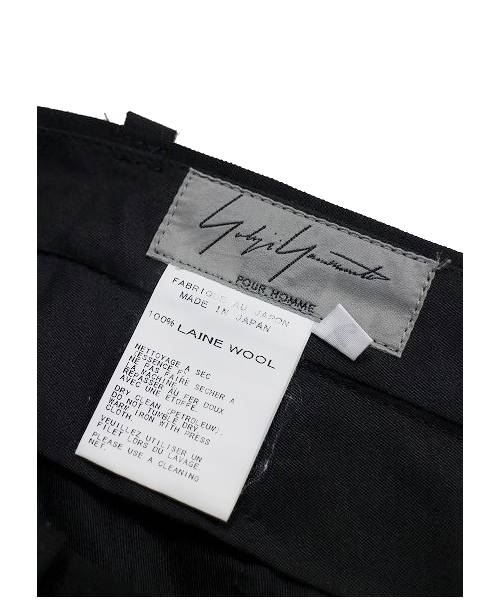 Yohji Yamamoto
POUR HOMME
FABRIQUE AU JAPON
MADE IN JAPAN
100% LAINE WOOL
NETTOYAGE A SEC
(ESSENCE F)
NE PAS FAIRE SECHER A
LA MACHINE.
REPASSER AU FER DOUX
AVEC UNE ETOFFE.
DRY CLEAN (PETROLEUM).
DO NOT TUMBLE DRY.
WARM IRON WITH PRESS
CLOTH.
VEUILLEZ UTILISER UN
FILET LORS DU LAVAGE.
PLEASE USE A CLEANING
NET.